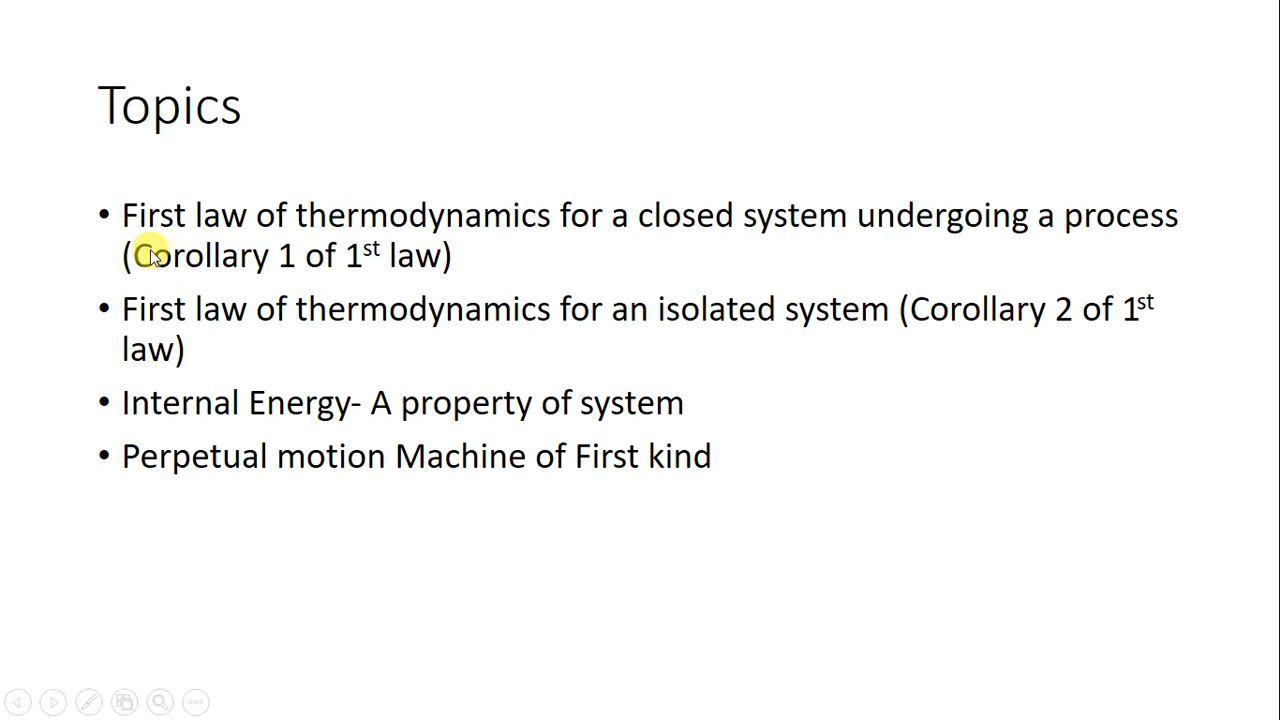 Topics
• First law of thermodynamics for a closed system undergoing a process
(Corollary 1 of 1st law)
• First law of thermodynamics for an isolated system (Corollary 2 of 1st
law)
• Internal Energy- A property of system
• Perpetual motion Machine of First kind